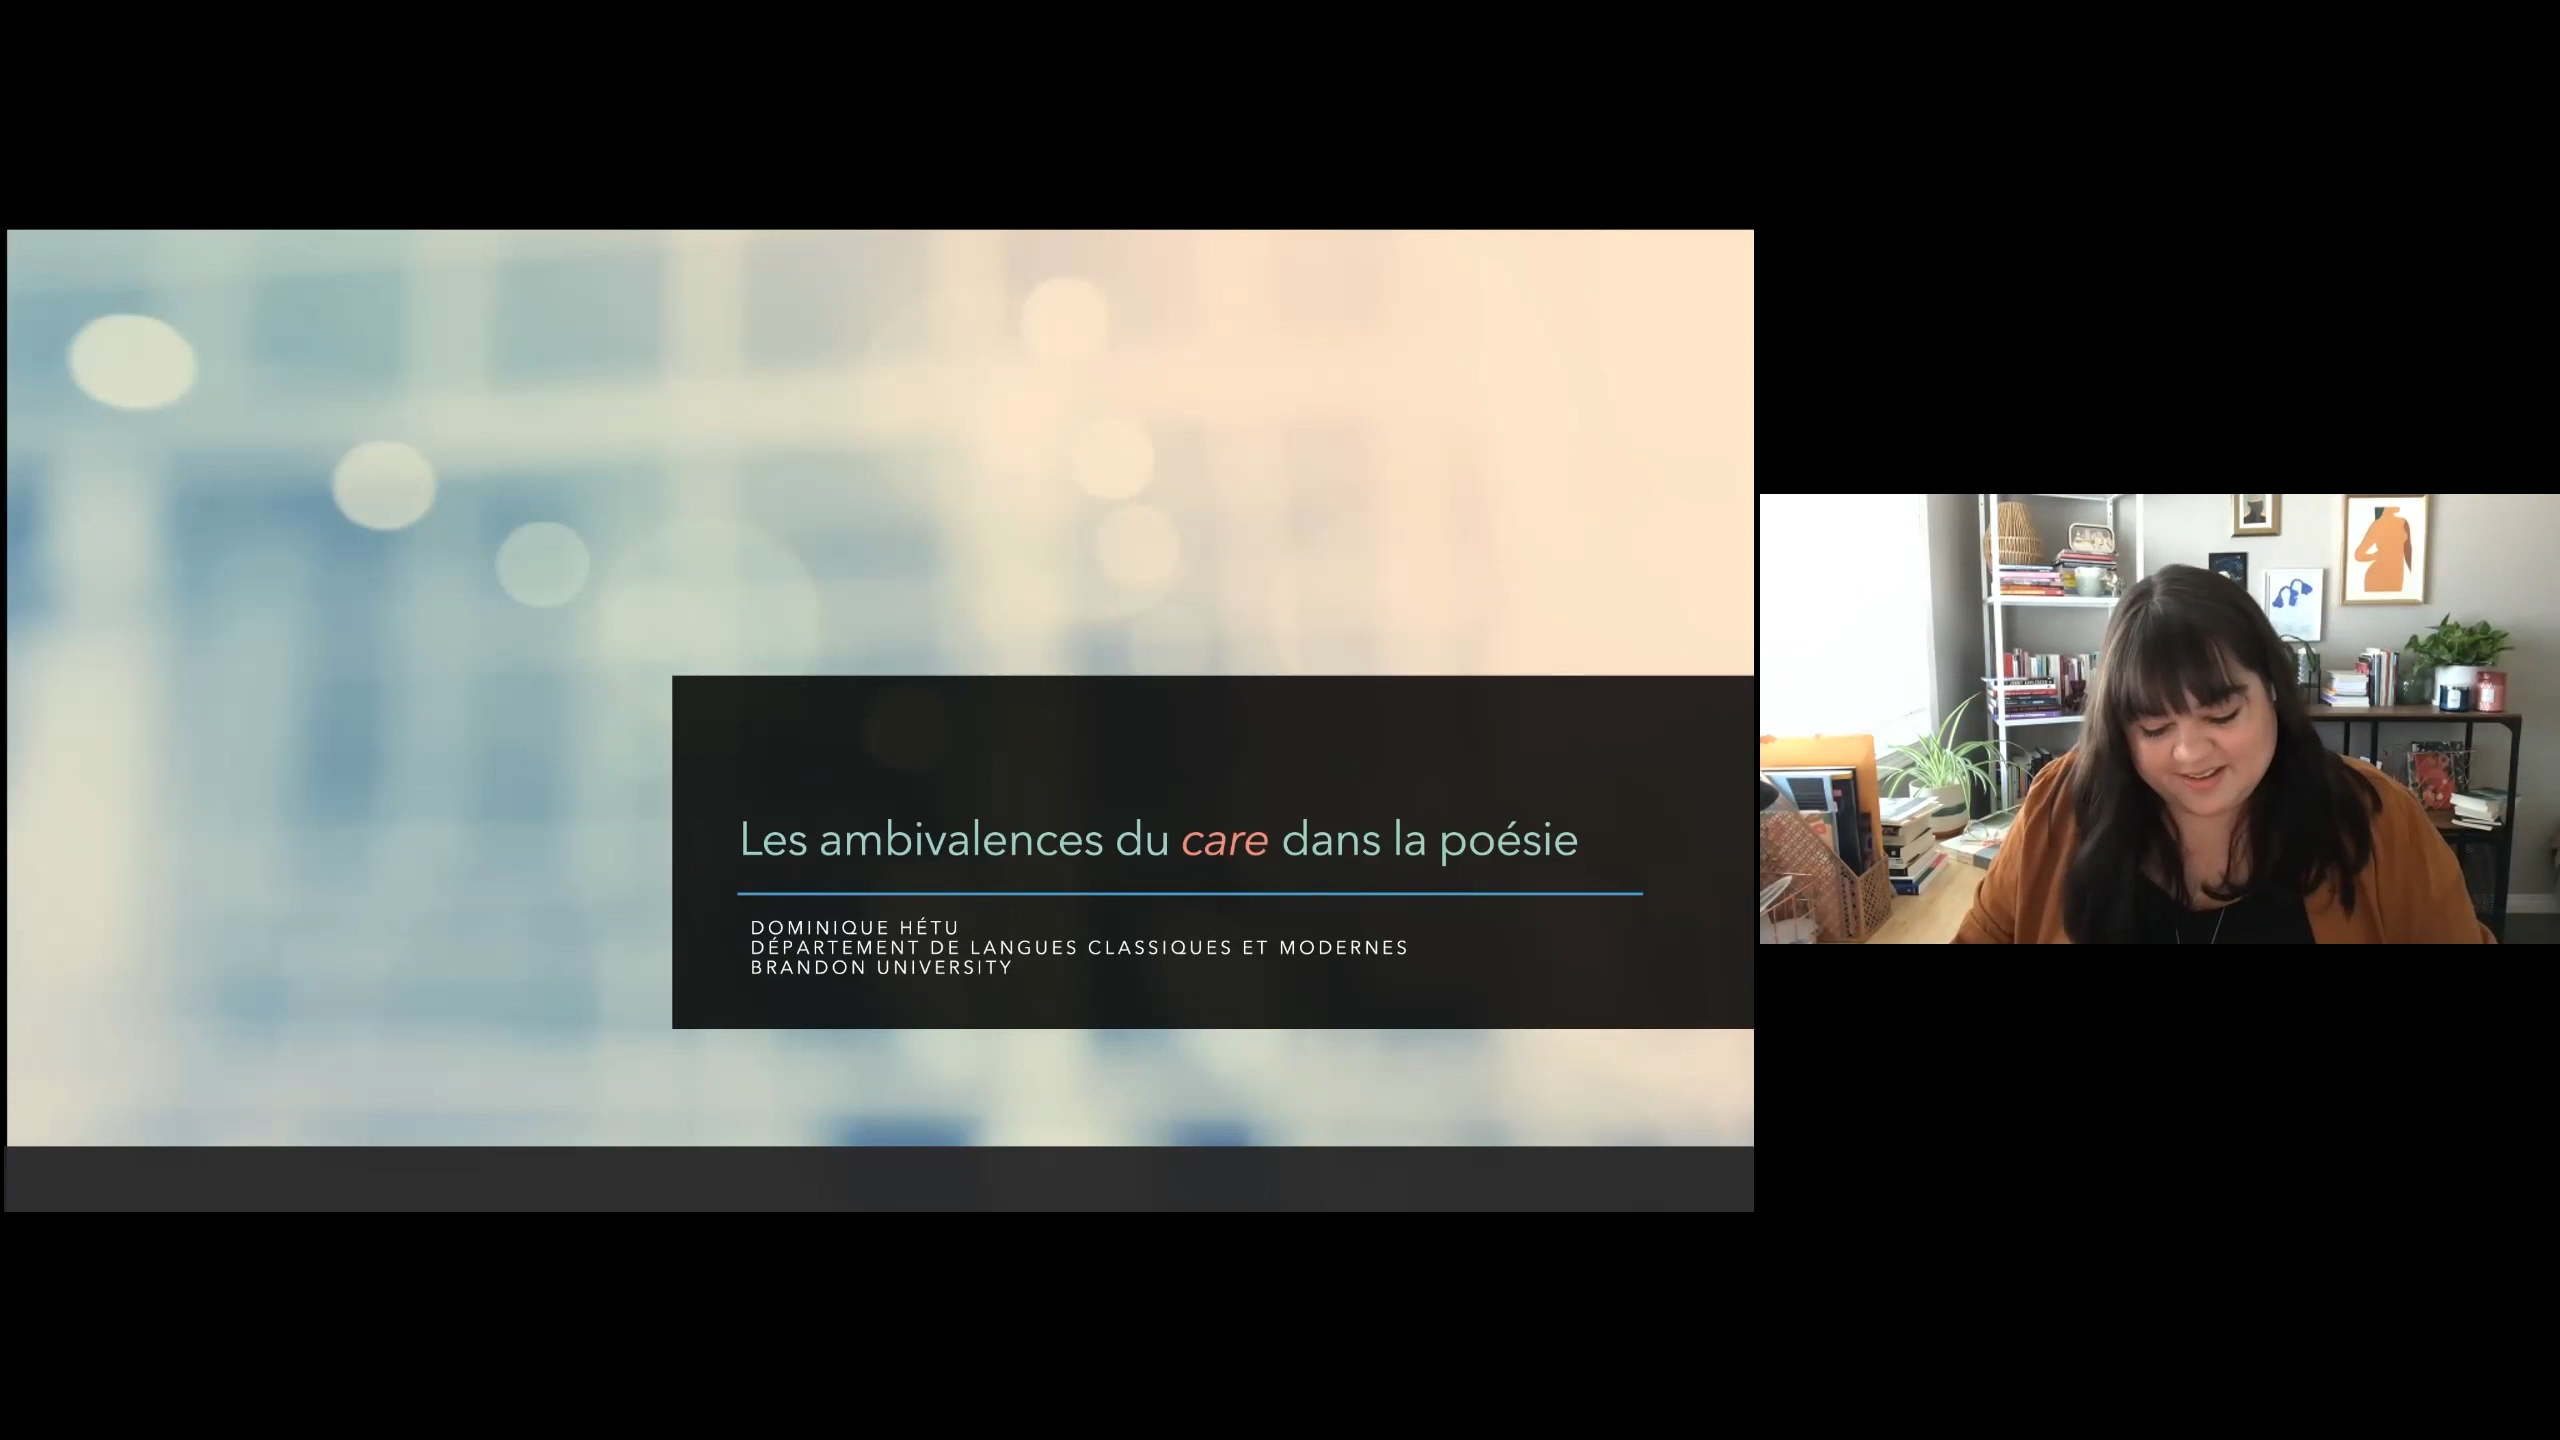 Les ambivalences du care dans la poésie
DOMINIQUE HÉTU
DÉPARTEMENT DE LANGUES CLASSIQUES ET MODERNES
BRANDON UNIVERSITY